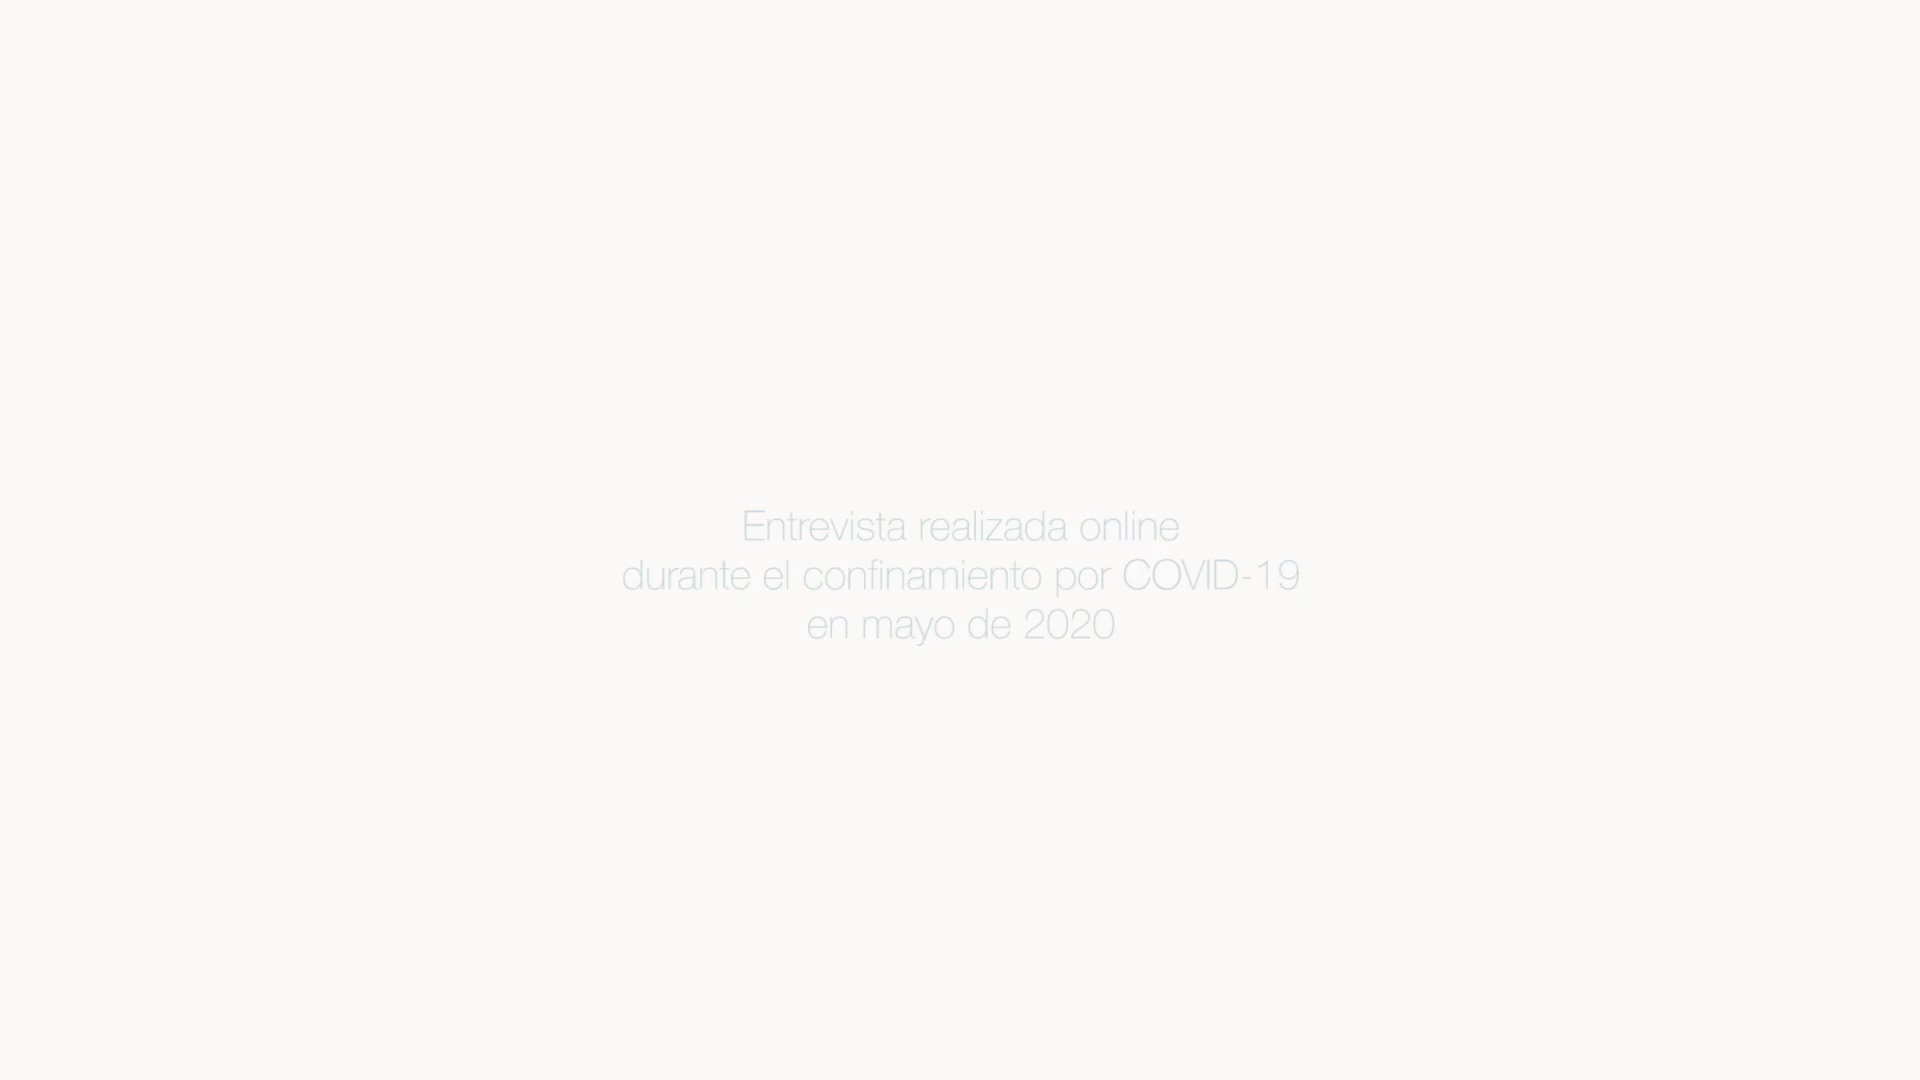 Entrevista realizada online
durante el confinamiento por COVID-19
en mayo de 2020